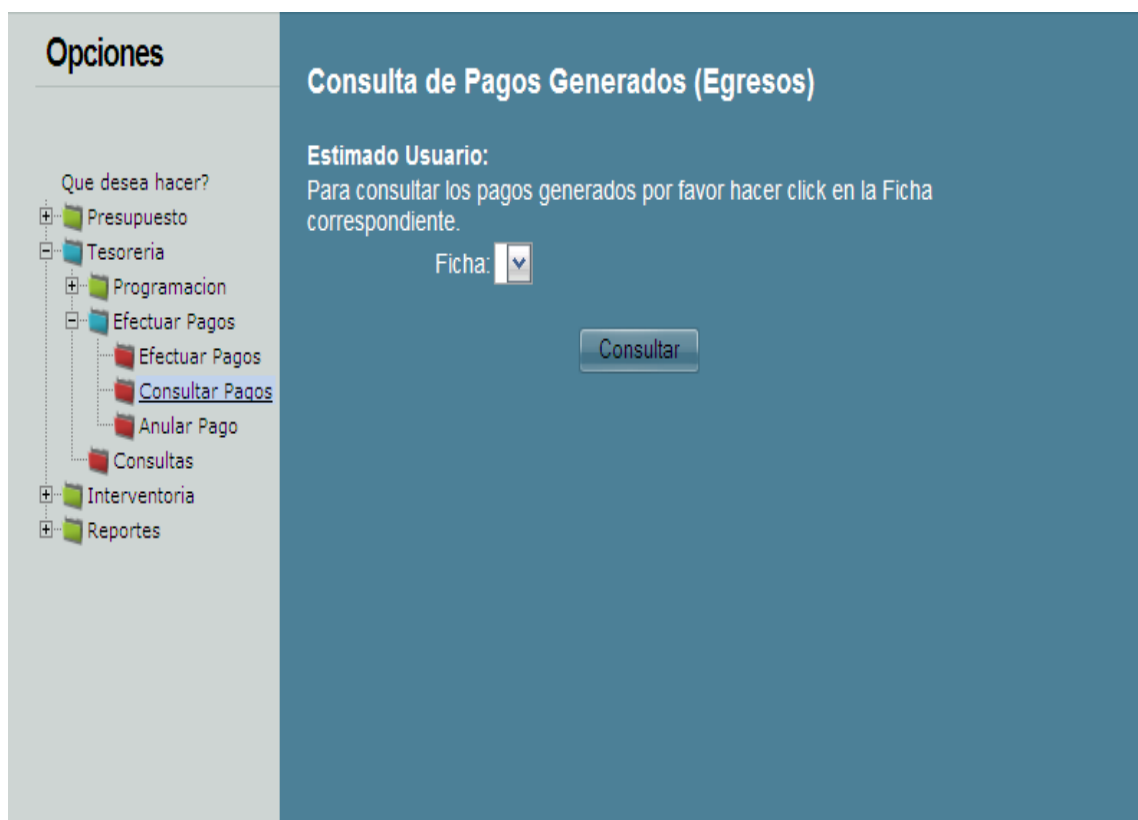 Opciones
Que desea hacer?
Presupuesto
Tesoreria
Programacion
Efectuar Pagos
Efectuar Pagos
Consultar Pagos
Anular Pago
Consultas
Interventoria
Reportes
Consulta de Pagos Generados (Egresos)
Estimado Usuario:
Para consultar los pagos generados por favor hacer click en la Ficha
correspondiente.
Ficha:
Consultar